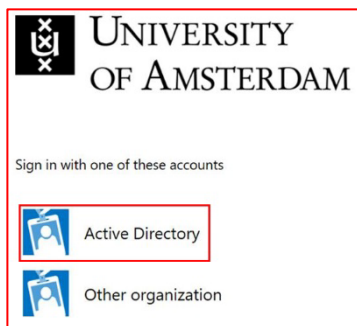 UNIVERSITY
OF AMSTERDAM
Sign in with one of these accounts
Active Directory
Other organization